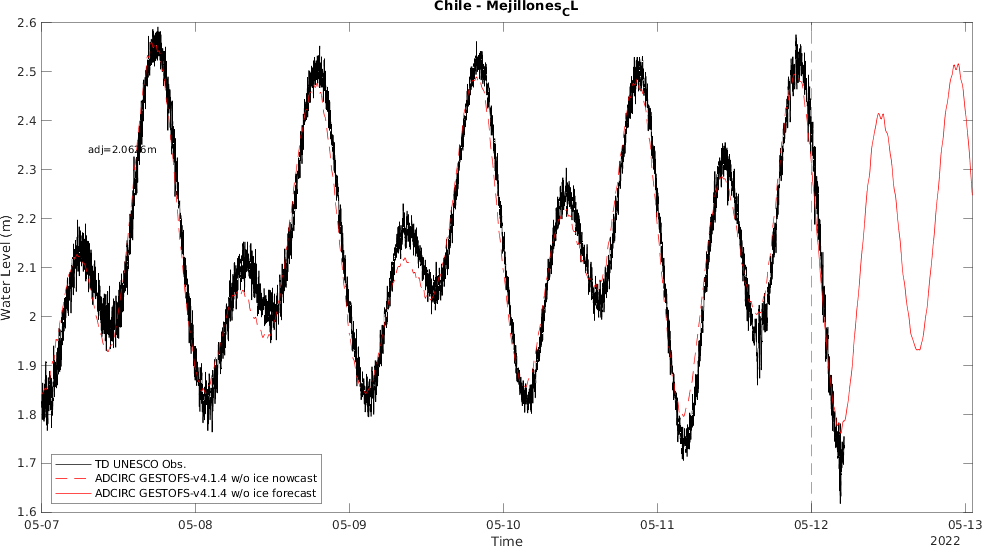 Chile - Mejillones_CL
2.6
2.5
2.4
2.3
2.2
2.1
2
1.9
1.8
1.7
1.6
Water Level (m)
adj=2.0626m
TD UNESCO Obs.
ADCIRC GESTOFS-v4.1.4 w/o ice nowcast
ADCIRC GESTOFS-v4.1.4 w/o ice forecast
05-07 05-08 05-09 05-10 05-11 05-12 05-13
Time
2022